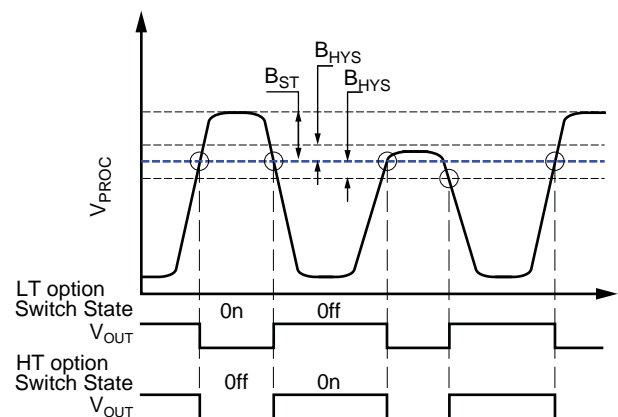 B_HYS
B_ST
B_HYS
V_PROC
LT option
Switch State
0n
0ff
V_OUT
HT option
Switch State
0ff
0n
V_OUT